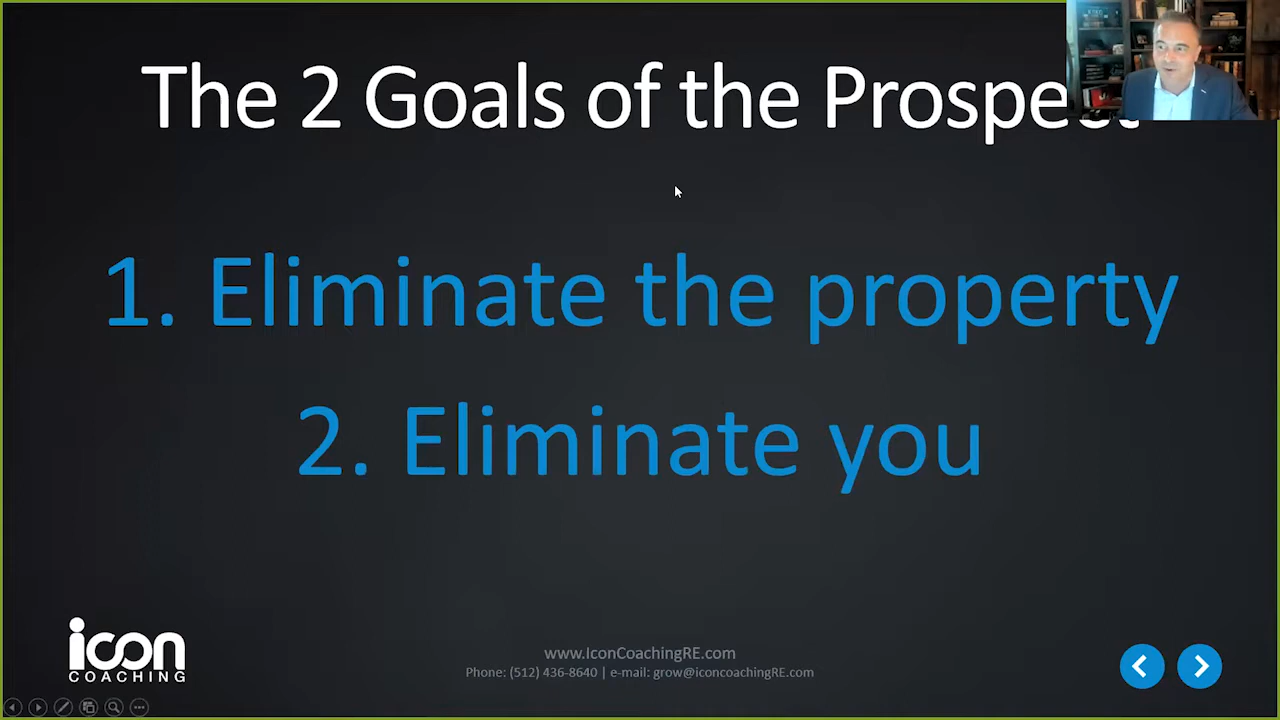 The 2 Goals of the Prospect
1. Eliminate the property
2. Eliminate you
icon
COACHING
www.IconCoachingRE.com
Phone: (512) 436-8640 | e-mail: grow@iconcoachingRE.com